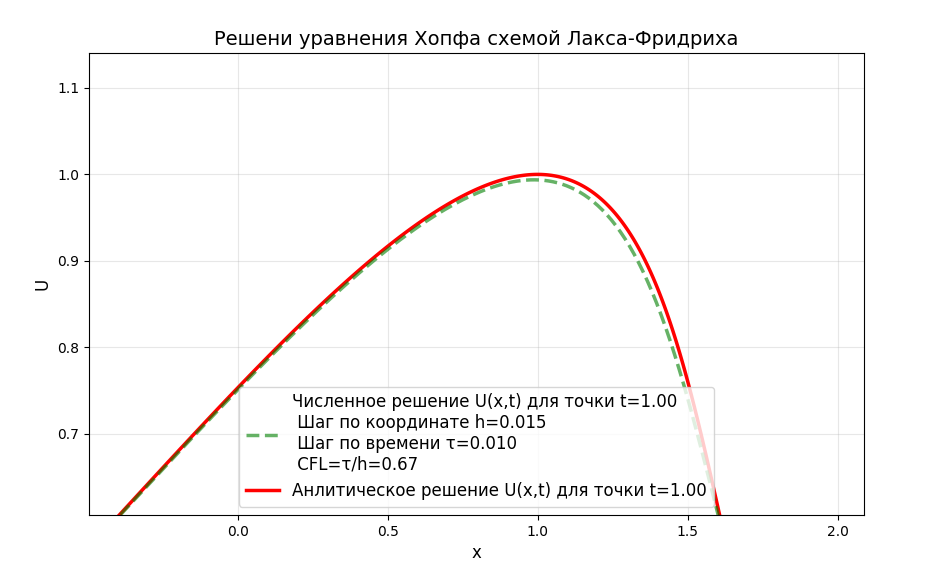 Решени уравнения Хопфа схемой Лакса-Фридриха
U
1.1
1.0
0.9
0.8
0.7
Численное решение U(x,t) для точки t=1.00
Шаг по координате h=0.015
Шаг по времени τ=0.010
CFL=τ/h=0.67
Анлитическое решение U(x,t) для точки t=1.00
0.0 0.5 1.0 1.5 2.0
x